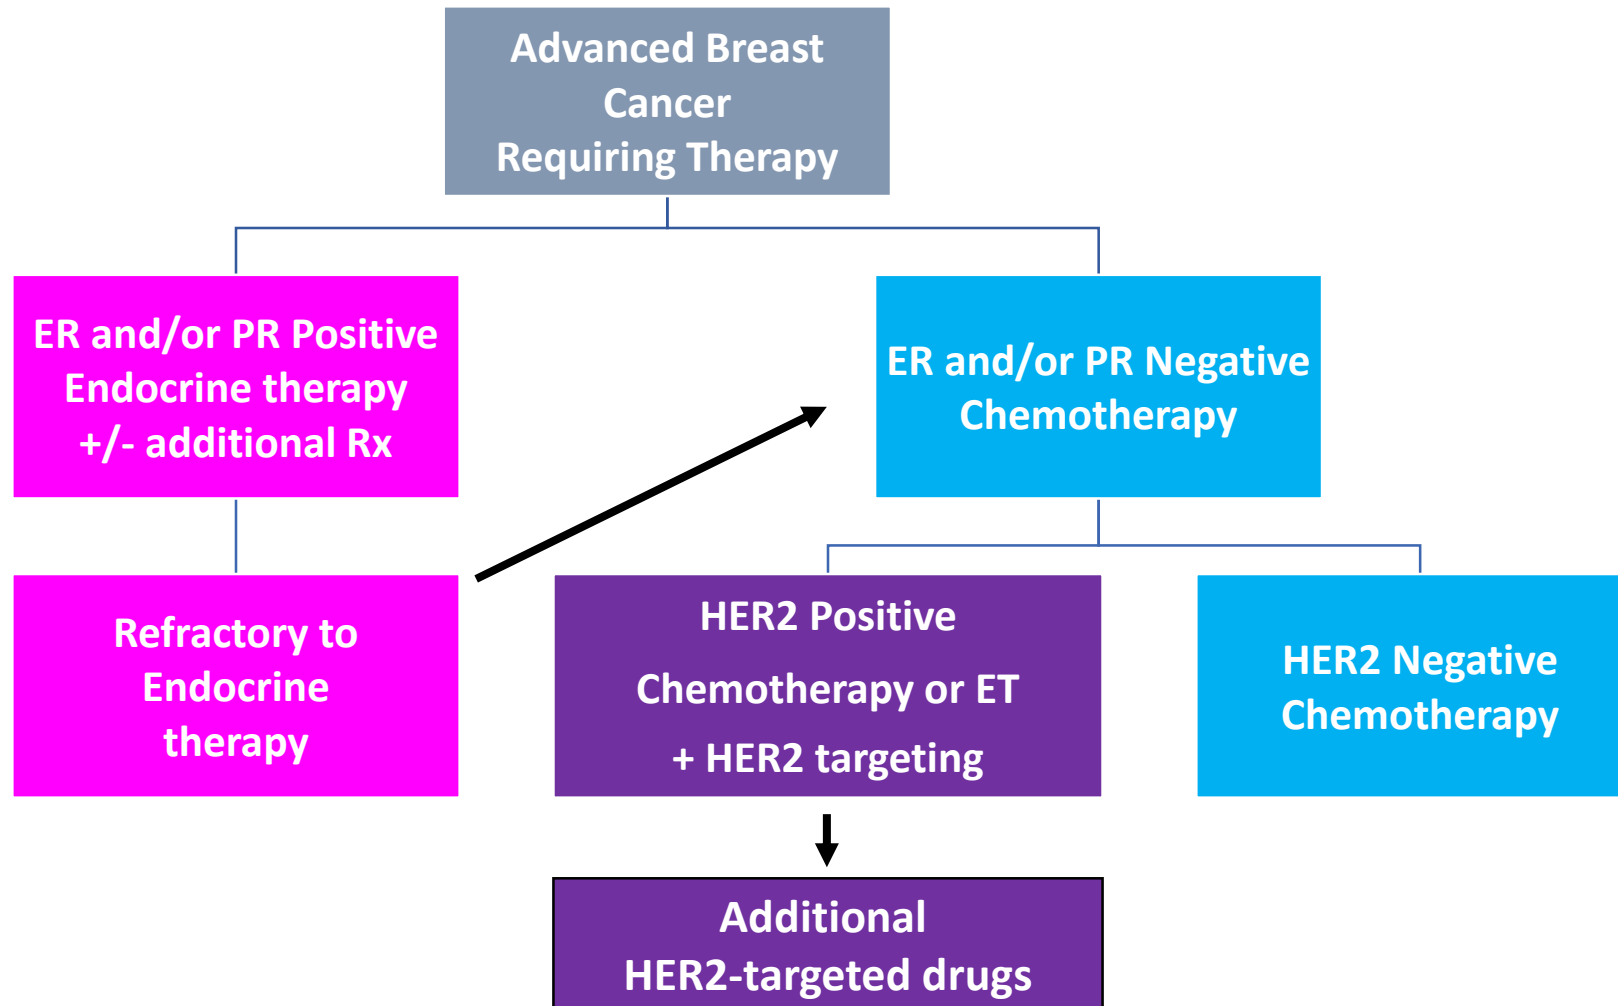 Advanced Breast
Cancer
Requiring Therapy
ER and/or PR Positive
Endocrine therapy
+/- additional Rx
ER and/or PR Negative
Chemotherapy
Refractory to
Endocrine
therapy
HER2 Positive
Chemotherapy or ET
+ HER2 targeting
HER2 Negative
Chemotherapy
Additional
HER2-targeted drugs